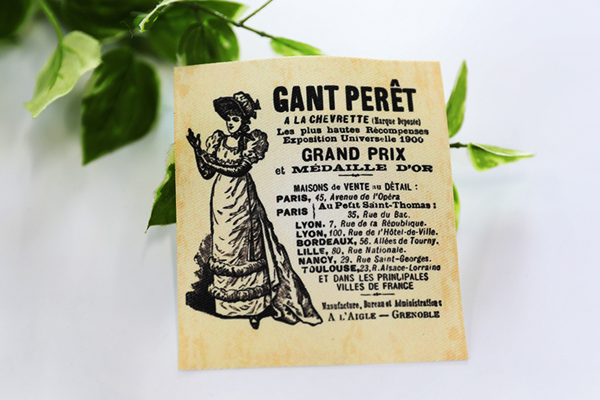 GANT PERÊT
A LA CHEVRETTE (Marque Deposée)
Les plus hautes Récompenses
Exposition Universelle 1900
GRAND PRIX
et MÉDAILLE D'OR
MAISONS de VENTE au DÉTAIL :
PARIS, 45, Avenue de l'Opéra
PARIS { Au Petit Saint-Thomas :
35, Rue du Bac.
LYON. 7, Rue de la République.
LYON, 100, Rue de l'Hôtel-de-Ville.
BORDEAUX, 56. Allées de Tourny.
LILLE, 80, Rue Nationale.
NANCY, 29. Rue Saint-Georges.
TOULOUSE, 23, R. Alsace-Lorraine
ET DANS LES PRINLIPALES
VILLES DE FRANCE
Manufacture, Bureau et Administration :
A L'AIGLE — GRENOBLE